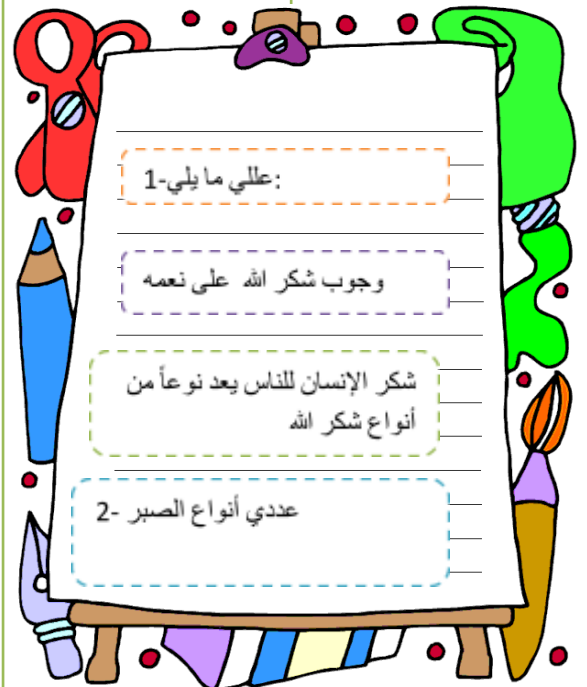 1-عللي ما يلي:
وجوب شكر الله على نعمه
شكر الإنسان للناس يعد نوعاً من
أنواع شكر الله
2- عددي أنواع الصبر